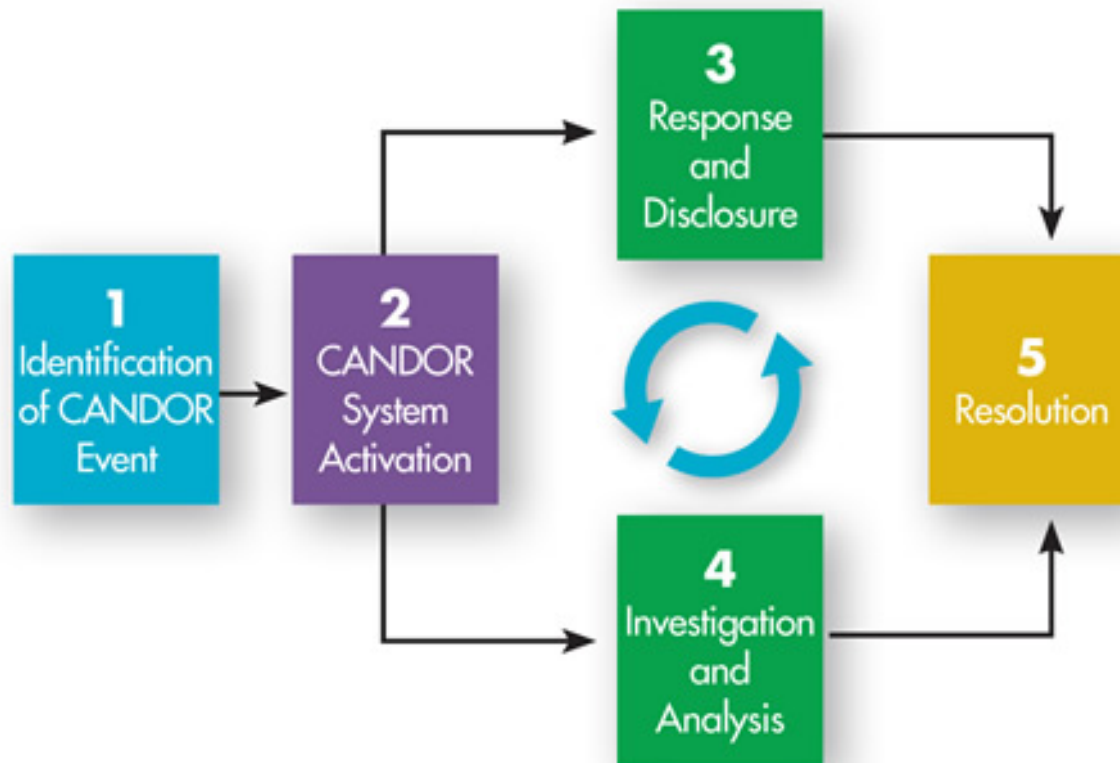 1
Identification
of CANDOR
Event
2
CANDOR
System
Activation
3
Response
and
Disclosure
4
Investigation
and
Analysis
5
Resolution